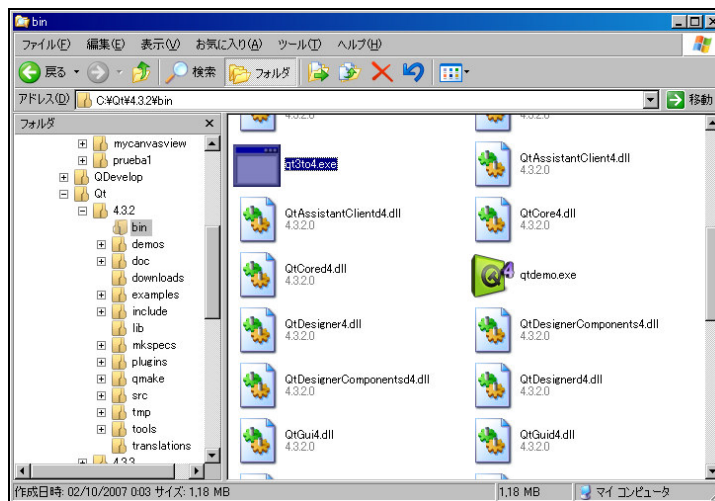 bin
ファイル(F) 編集(E) 表示(V) お気に入り(A) ツール(T) ヘルプ(H)
戻る 検索 フォルダ 移動
アドレス(D) C:¥Qt¥4.3.2¥bin
フォルダ
mycanvasview
prueba1
QDevelop
Qt
4.3.2
bin
demos
doc
downloads
examples
include
lib
mkspecs
plugins
qmake
src
tmp
tools
translations
4.3.3
4.3.2.0
4.3.2.0
qt3to4.exe
QtAssistantClient4.dll
4.3.2.0
QtAssistantClientd4.dll
4.3.2.0
QtCore4.dll
4.3.2.0
QtCored4.dll
4.3.2.0
qtdemo.exe
QtDesigner4.dll
4.3.2.0
QtDesignerComponents4.dll
4.3.2.0
QtDesignerComponentsd4.dll
4.3.2.0
QtDesignerd4.dll
4.3.2.0
QtGui4.dll
4.3.2.0
QtGuid4.dll
4.3.2.0
作成日時: 02/10/2007 0:03 サイズ: 1,18 MB 1,18 MB マイ コンピュータ